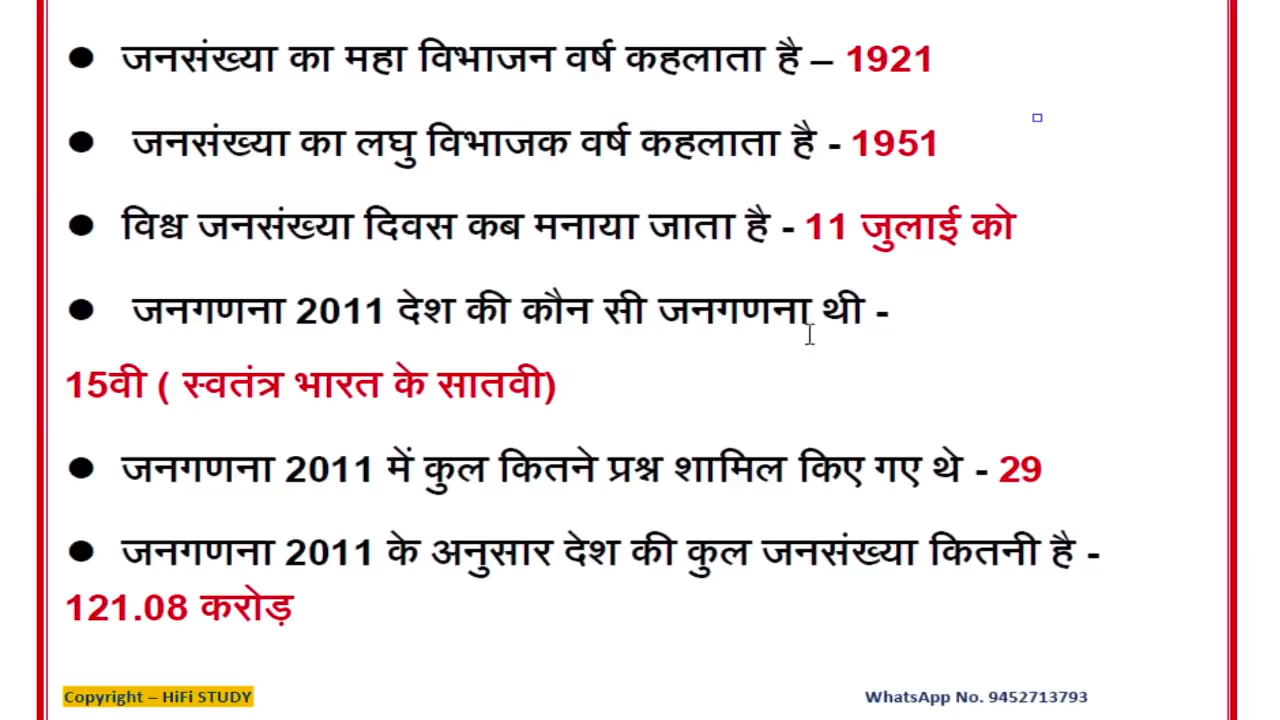 ● जनसंख्या का महा विभाजन वर्ष कहलाता है – 1921
● जनसंख्या का लघु विभाजक वर्ष कहलाता है - 1951
● विश्व जनसंख्या दिवस कब मनाया जाता है - 11 जुलाई को
● जनगणना 2011 देश की कौन सी जनगणना थी -
15वी ( स्वतंत्र भारत के सातवी)
● जनगणना 2011 में कुल कितने प्रश्न शामिल किए गए थे - 29
● जनगणना 2011 के अनुसार देश की कुल जनसंख्या कितनी है -
121.08 करोड़
Copyright – HiFi STUDY WhatsApp No. 9452713793